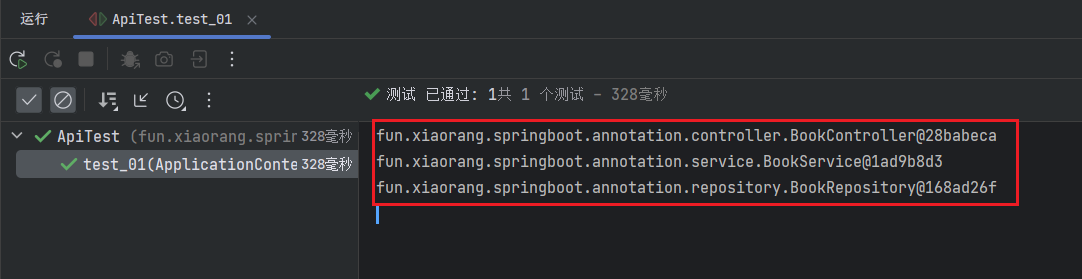 运行
ApiTest.test_01
测试 已通过: 1共 1 个测试 – 328毫秒
ApiTest (fun.xiaorang.sprin 328毫秒
test_01(ApplicationConte 328毫秒
fun.xiaorang.springboot.annotation.controller.BookController@28babeca
fun.xiaorang.springboot.annotation.service.BookService@1ad9b8d3
fun.xiaorang.springboot.annotation.repository.BookRepository@168ad26f